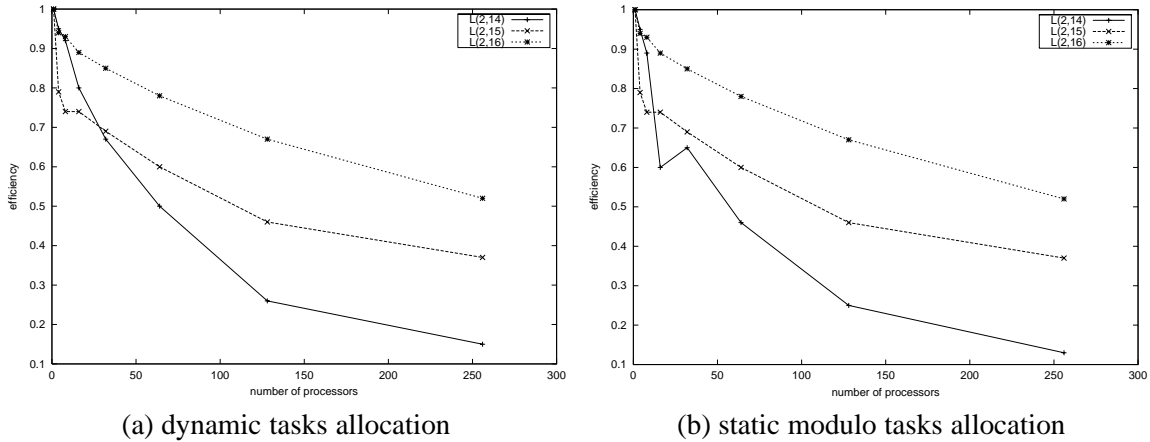 1
0.9
0.8
0.7
0.6
0.5
0.4
0.3
0.2
0.1
efficiency
0 50 100 150 200 250 300
number of processors
L(2,14)
L(2,15)
L(2,16)
(a) dynamic tasks allocation
1
0.9
0.8
0.7
0.6
0.5
0.4
0.3
0.2
0.1
efficiency
0 50 100 150 200 250 300
number of processors
L(2,14)
L(2,15)
L(2,16)
(b) static modulo tasks allocation